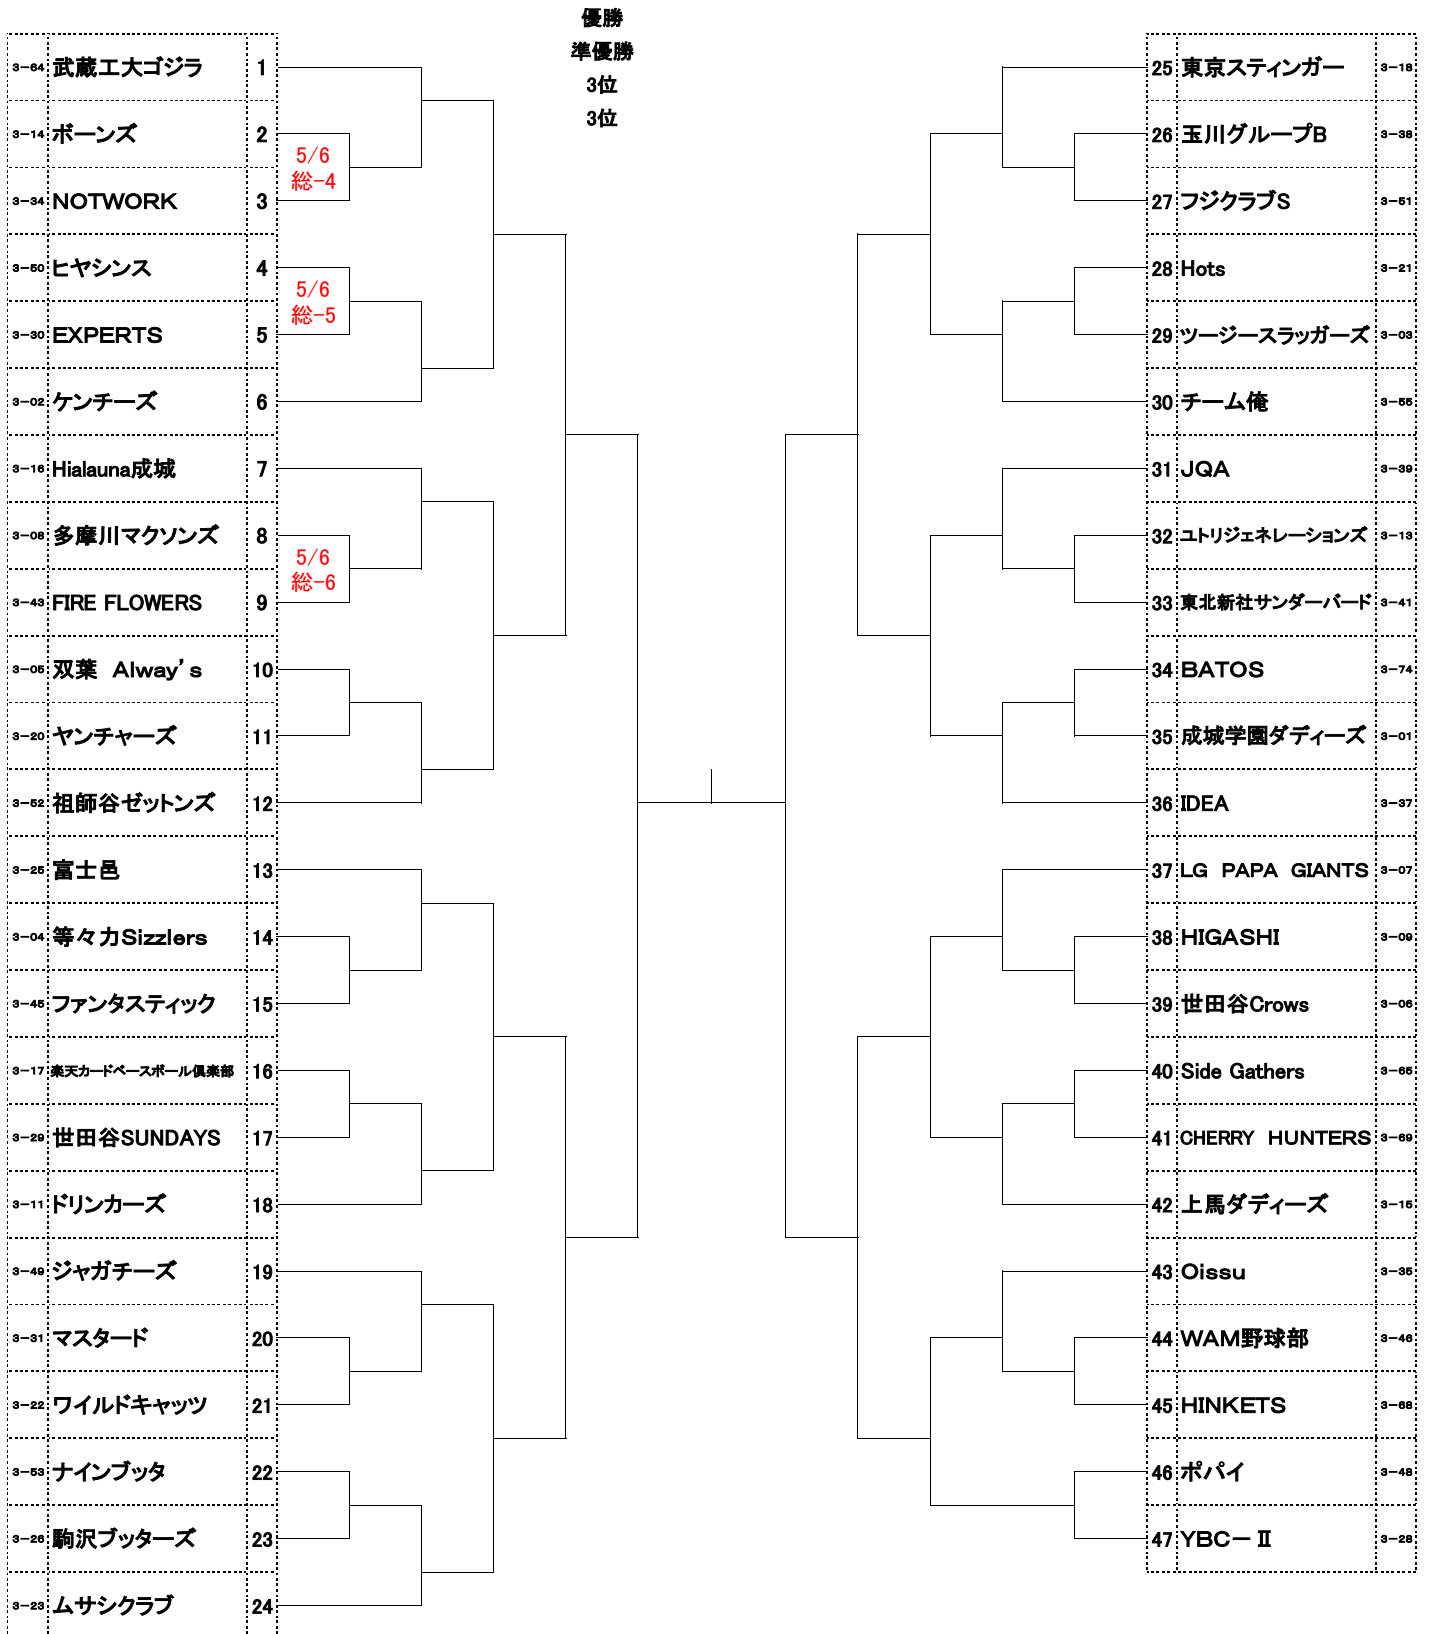 優勝
準優勝
3位
3位
3-64 武蔵工大ゴジラ 1
3-14 ボーンズ 2
5/6
総-4
3-34 NOTWORK 3
3-50 ヒヤシンス 4
5/6
総-5
3-30 EXPERTS 5
3-02 ケンチーズ 6
3-16 Hialauna成城 7
3-08 多摩川マクソンズ 8
5/6
総-6
3-43 FIRE FLOWERS 9
3-05 双葉　Alway's 10
3-20 ヤンチャーズ 11
3-52 祖師谷ゼットンズ 12
3-25 富士邑 13
3-04 等々力Sizzlers 14
3-45 ファンタスティック 15
3-17 楽天カードベースボール倶楽部 16
3-29 世田谷SUNDAYS 17
3-11 ドリンカーズ 18
3-49 ジャガチーズ 19
3-31 マスタード 20
3-22 ワイルドキャッツ 21
3-53 ナインブッタ 22
3-26 駒沢ブッターズ 23
3-23 ムサシクラブ 24
25 東京スティンガー 3-18
26 玉川グループB 3-38
27 フジクラブS 3-51
28 Hots 3-21
29 ツージースラッガーズ 3-03
30 チーム俺 3-55
31 JQA 3-39
32 ユトリジェネレーションズ 3-13
33 東北新社サンダーバード 3-41
34 BATOS 3-74
35 成城学園ダディーズ 3-01
36 IDEA 3-37
37 LG　PAPA　GIANTS 3-07
38 HIGASHI 3-09
39 世田谷Crows 3-06
40 Side Gathers 3-65
41 CHERRY　HUNTERS 3-69
42 上馬ダディーズ 3-15
43 Oissu 3-35
44 WAM野球部 3-46
45 HINKETS 3-68
46 ポパイ 3-48
47 YBC－Ⅱ 3-28